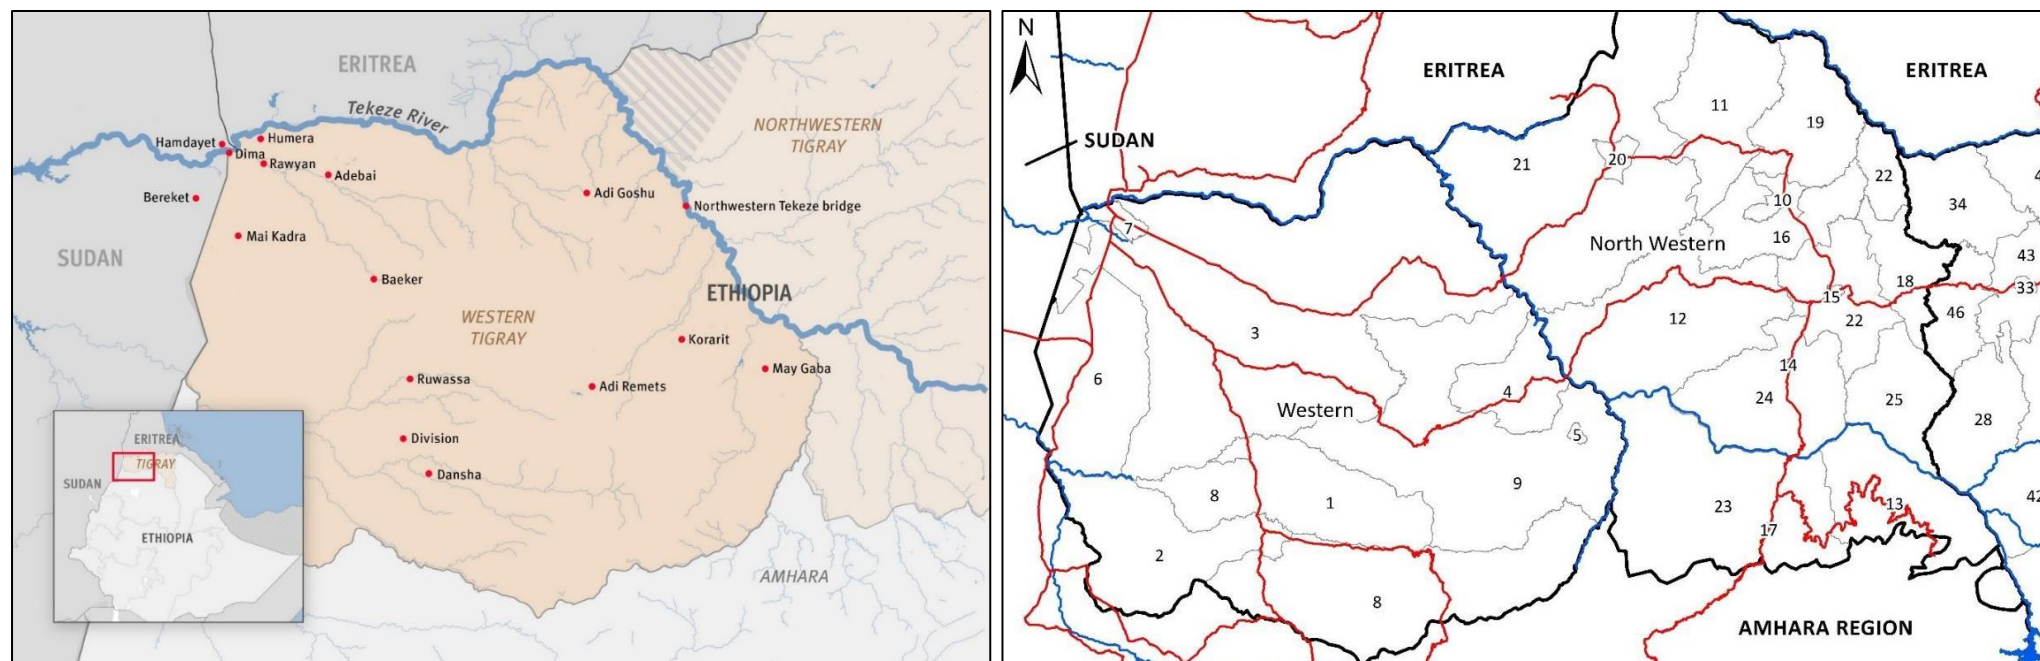 ERITREA
Tekeze River
NORTHWESTERN
TIGRAY
Hamdayet
Humera
Dima
Rawyan
Adebai
Bereket
Adi Goshu
Northwestern Tekeze bridge
Mai Kadra
SUDAN
Baeker
ETHIOPIA
WESTERN
TIGRAY
Korarit
May Gaba
Ruwassa
Adi Remets
Division
Dansha
AMHARA
ERITREA
TIGRAY
SUDAN
ETHIOPIA
N
ERITREA
ERITREA
SUDAN
11
19
21
20
22
34
4
10
7
16
North Western
43
18
33
15
3
12
22
46
6
14
4
24
25
Western
28
5
8
1
9
23
13
42
17
2
8
AMHARA REGION